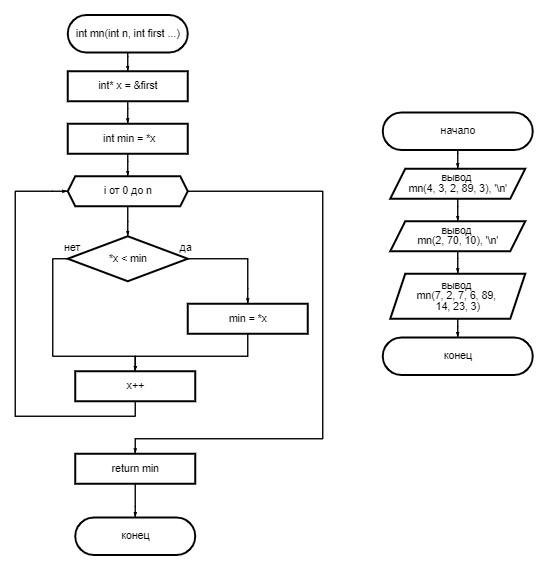 int mn(int n, int first ...)
int* x = &first
int min = *x
i от 0 до n
нет
да
*x < min
min = *x
x++
return min
конец
начало
вывод
mn(4, 3, 2, 89, 3), '\n'
вывод
mn(2, 70, 10), '\n'
вывод
mn(7, 2, 7, 6, 89,
14, 23, 3)
конец